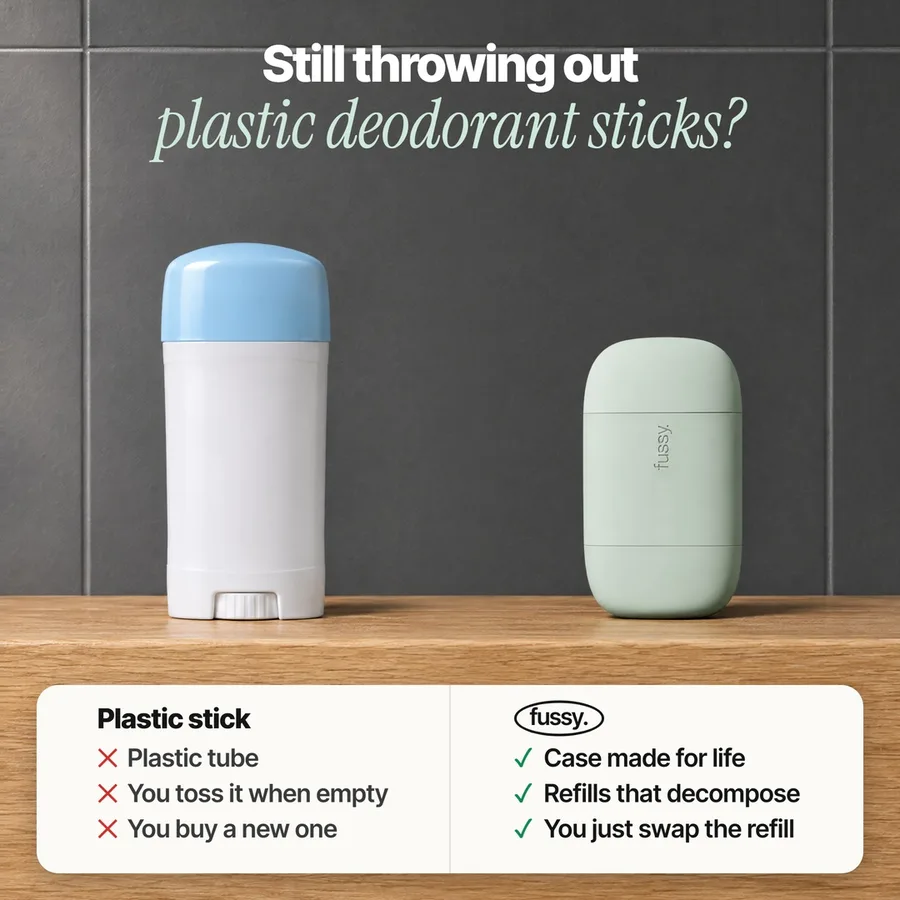 Still throwing out
plastic deodorant sticks?
fussy.
Plastic stick
✗ Plastic tube
✗ You toss it when empty
✗ You buy a new one
fussy.
✓ Case made for life
✓ Refills that decompose
✓ You just swap the refill